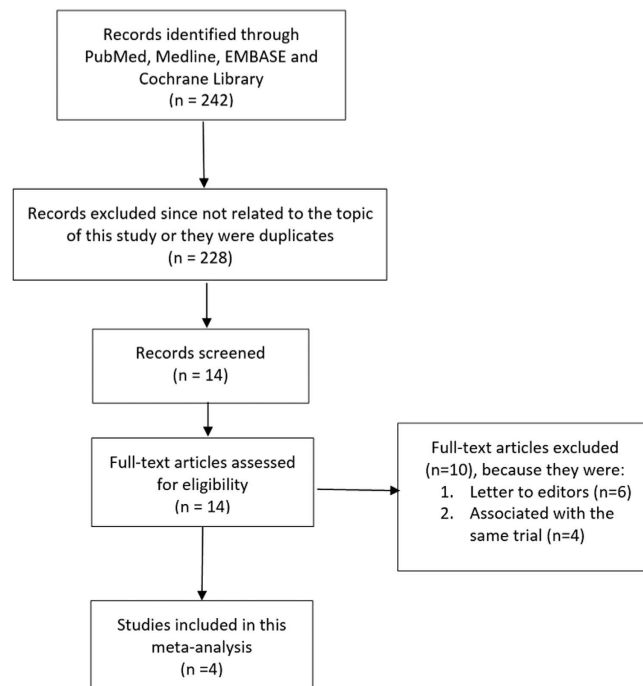 Records identified through
PubMed, Medline, EMBASE and
Cochrane Library
(n = 242)
Records excluded since not related to the topic
of this study or they were duplicates
(n = 228)
Records screened
(n = 14)
Full-text articles assessed
for eligibility
(n = 14)
Full-text articles excluded
(n=10), because they were:
1. Letter to editors (n=6)
2. Associated with the
same trial (n=4)
Studies included in this
meta-analysis
(n =4)